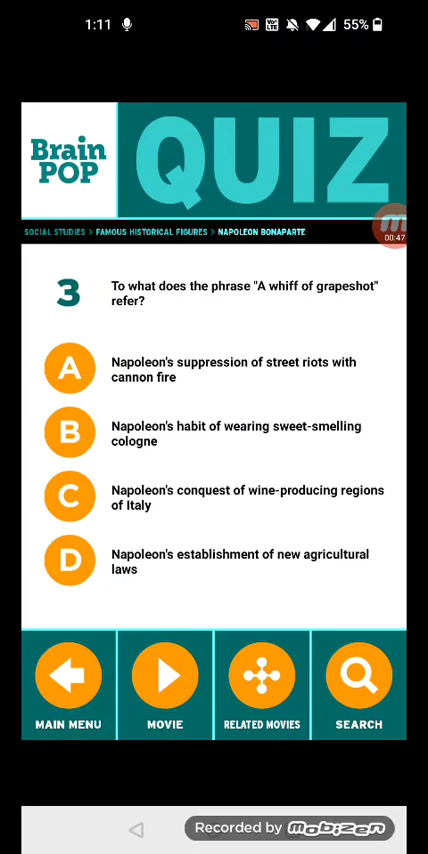 1:11 55%
Brain
POP
QUIZ
SOCIAL STUDIES > FAMOUS HISTORICAL FIGURES > NAPOLEON BONAPARTE
00:47
3
To what does the phrase "A whiff of grapeshot"
refer?
A
Napoleon's suppression of street riots with
cannon fire
B
Napoleon's habit of wearing sweet-smelling
cologne
C
Napoleon's conquest of wine-producing regions
of Italy
D
Napoleon's establishment of new agricultural
laws
MAIN MENU
MOVIE
RELATED MOVIES
SEARCH
Recorded by mobizen